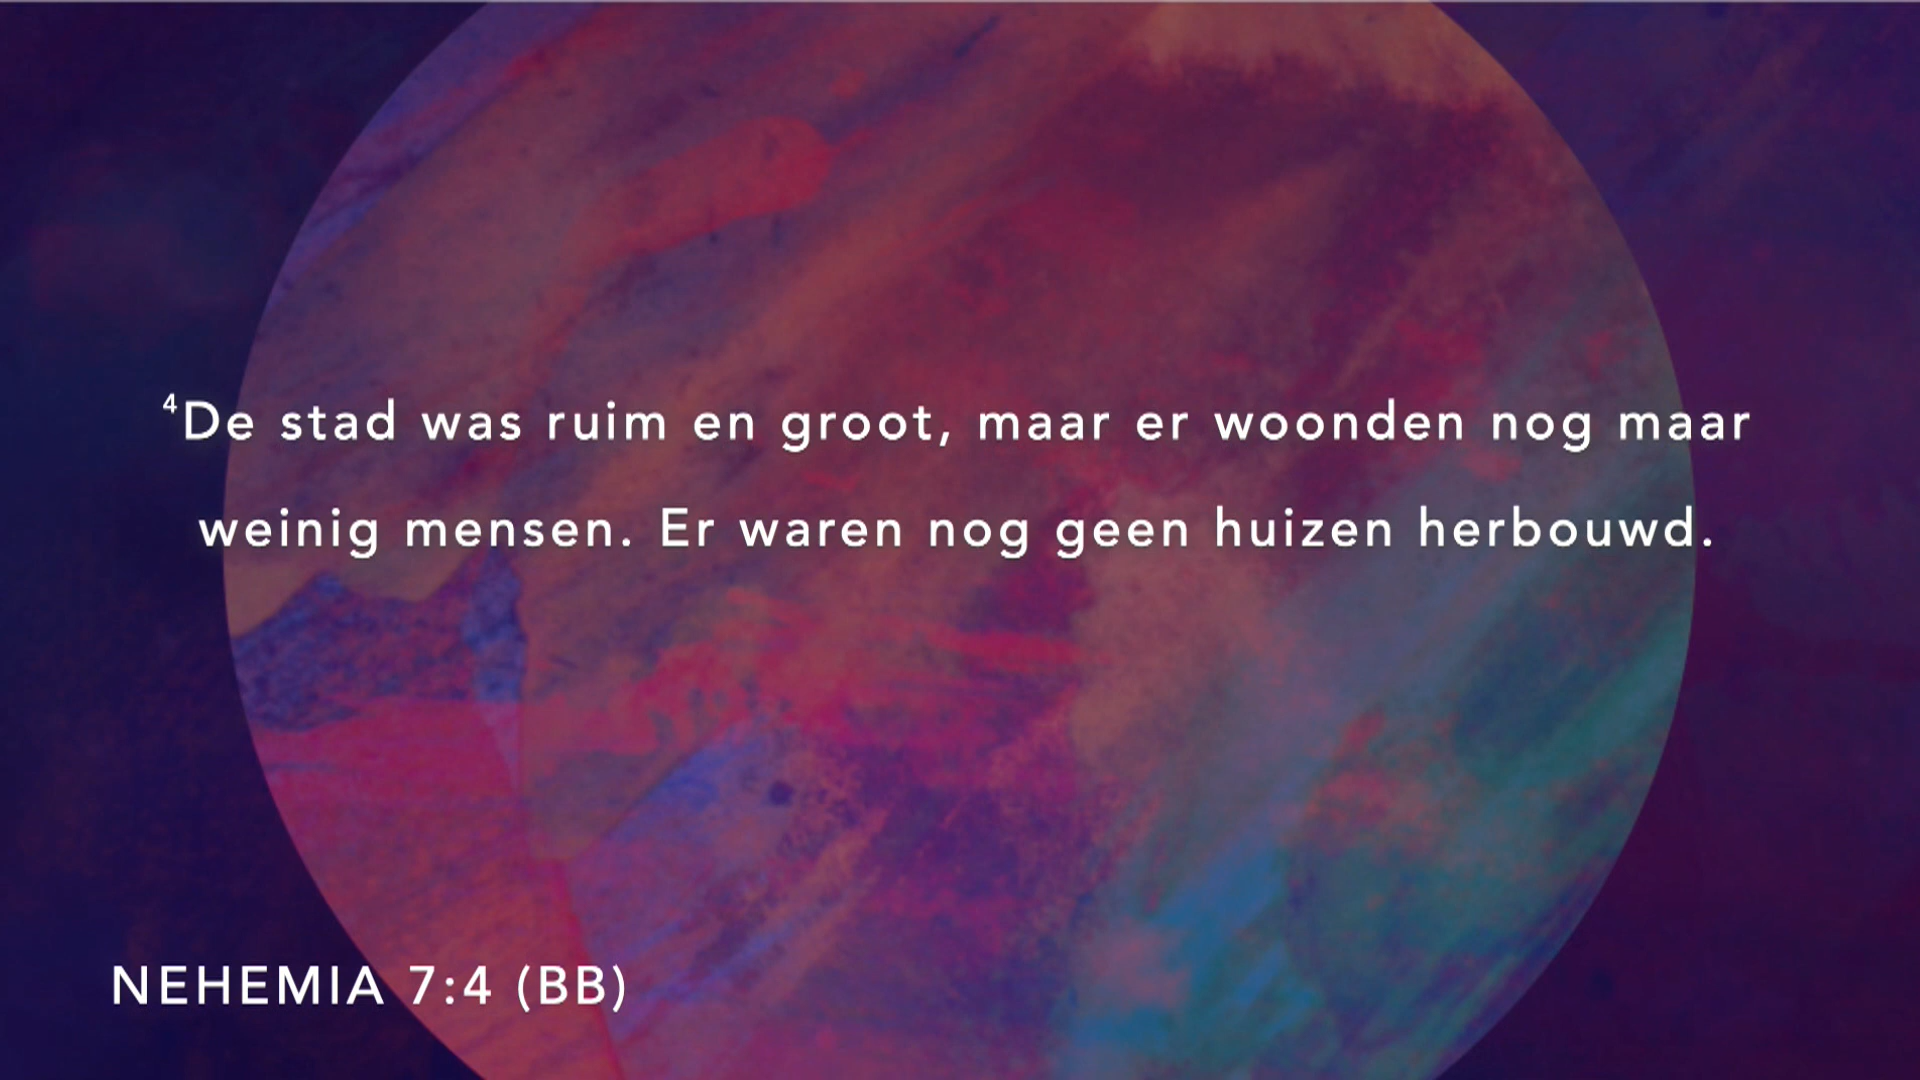 ⁴De stad was ruim en groot, maar er woonden nog maar
weinig mensen. Er waren nog geen huizen herbouwd.
NEHEMIA 7:4 (BB)